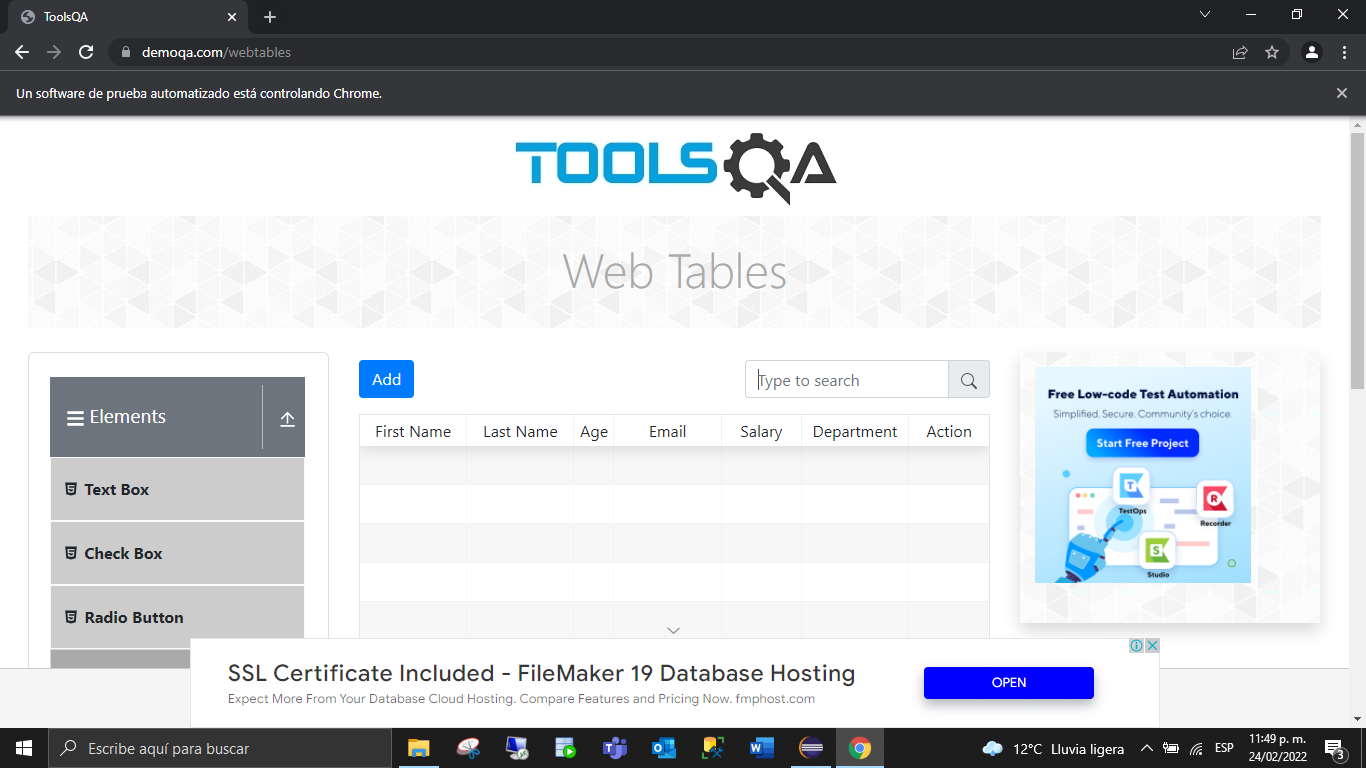 ToolsQA
demoqa.com/webtables
Un software de prueba automatizado está controlando Chrome.
TOOLSQA
Web Tables
Elements
Text Box
Check Box
Radio Button
Add
Type to search
First Name Last Name Age Email Salary Department Action
Free Low-code Test Automation
Simplified. Secure. Community's choice.
Start Free Project
TestOps
Recorder
Studio
SSL Certificate Included - FileMaker 19 Database Hosting
Expect More From Your Database Cloud Hosting. Compare Features and Pricing Now. fmphost.com
OPEN
Escribe aquí para buscar
12°C Lluvia ligera
ESP
11:49 p. m.
24/02/2022
3